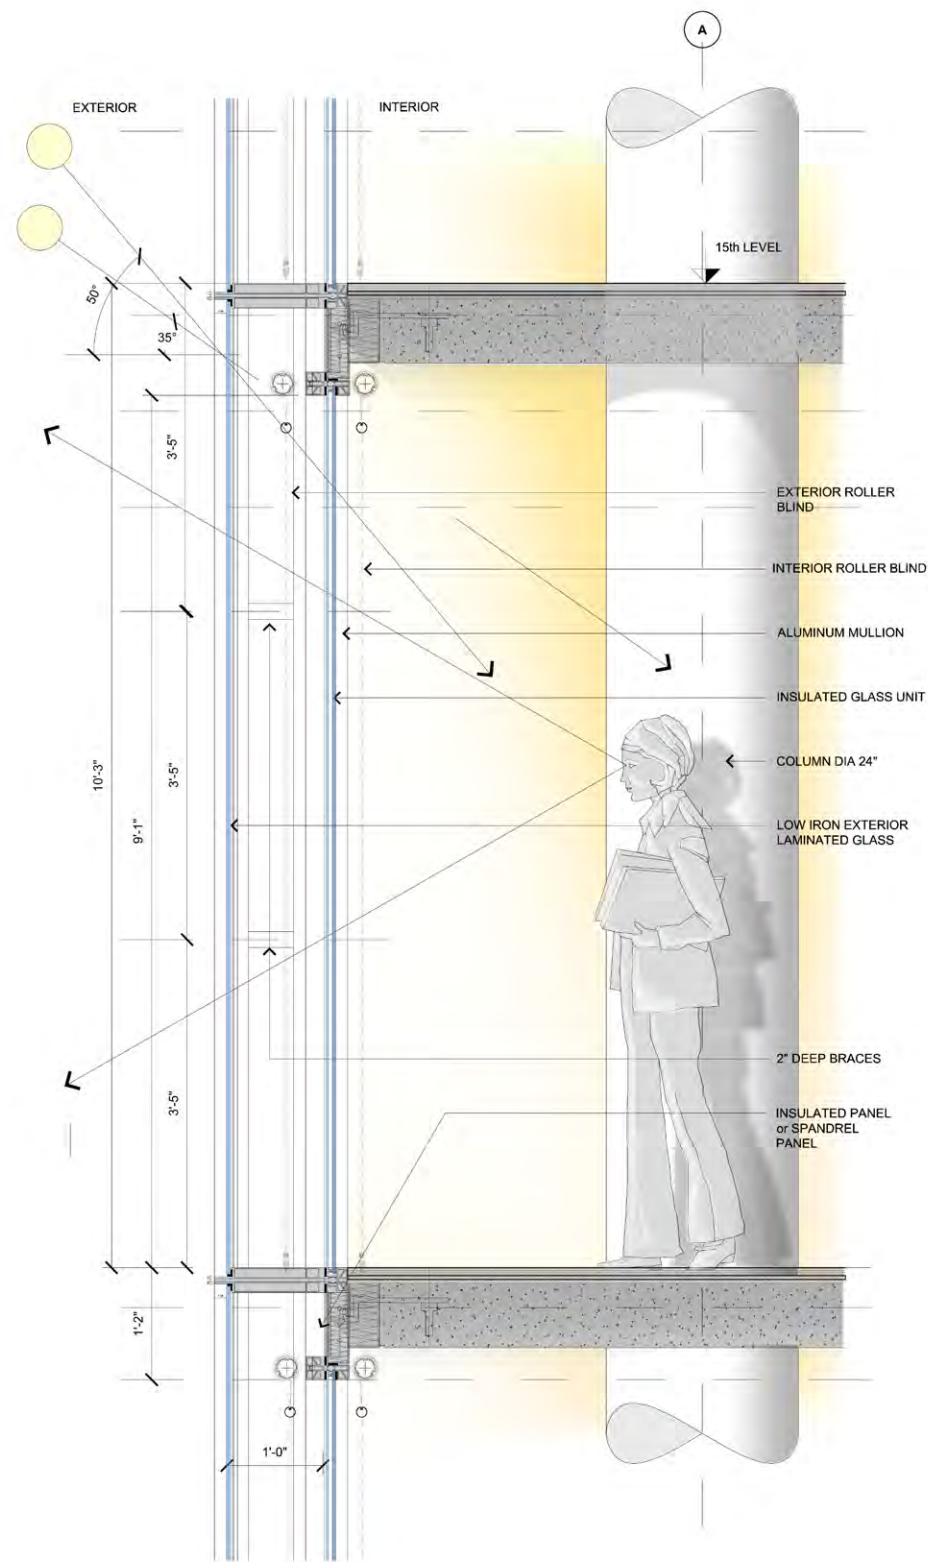 A
EXTERIOR
INTERIOR
15th LEVEL
50°
35°
3'-5"
EXTERIOR ROLLER
BLIND
INTERIOR ROLLER BLIND
ALUMINUM MULLION
INSULATED GLASS UNIT
10'-3"
9'-1"
3'-5"
COLUMN DIA 24"
LOW IRON EXTERIOR
LAMINATED GLASS
2" DEEP BRACES
3'-5"
INSULATED PANEL
or SPANDREL
PANEL
1'-2"
1'-0"